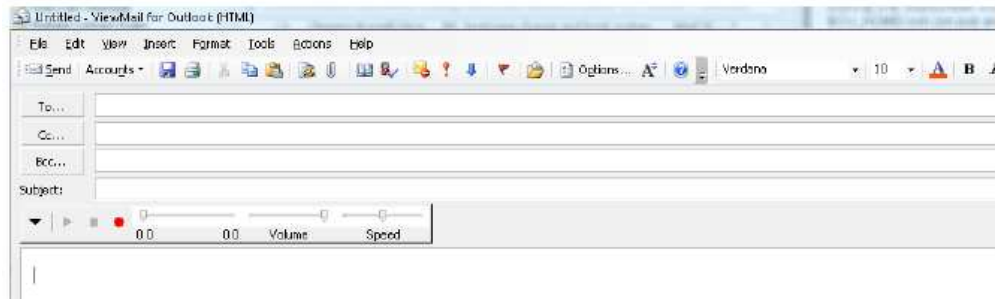 Untitled - ViewMail for Outlook (HTML)
File Edit View Insert Format Tools Actions Help
Send Accounts Options... Verdana 10 A B
To...
Cc...
Bcc...
Subject:
0.0 0.0 Volume Speed